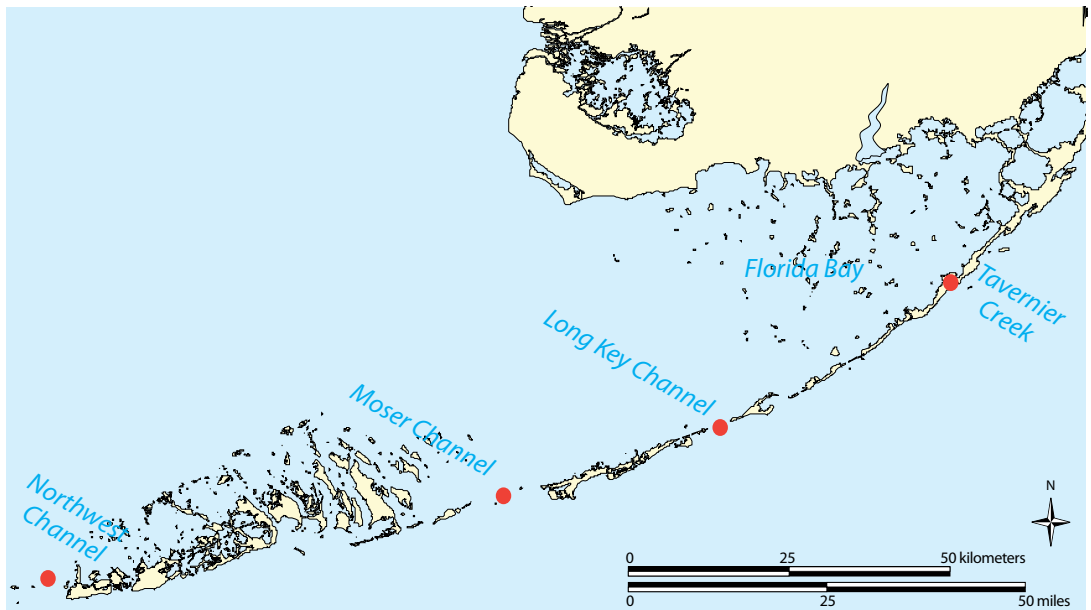 Florida Bay
Tavernier
Creek
Long Key Channel
Moser Channel
Northwest
Channel
N
0 25 50 kilometers
0 25 50 miles